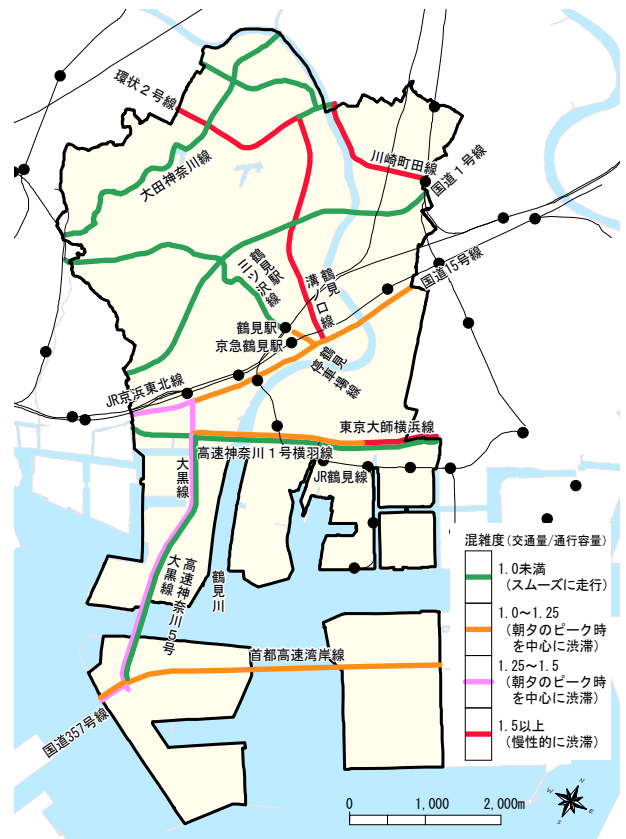 環状２号線
大田神奈川線
川崎町田線
国道１号線
鶴見駅
三ツ沢線
鶴見
溝ノ口線
国道15号線
鶴見駅
京急鶴見駅
鶴見
停車場線
JR京浜東北線
東京大師横浜線
高速神奈川１号横羽線
大黒線
JR鶴見線
高速神奈川５号
大黒線
鶴見川
首都高速湾岸線
国道357号線
混雑度(交通量/通行容量)
1.0未満
(スムーズに走行)
1.0～1.25
(朝夕のピーク時
を中心に渋滞)
1.25～1.5
(朝夕のピーク時
を中心に渋滞)
1.5以上
(慢性的に渋滞)
N
W
E
S
0 1,000 2,000m